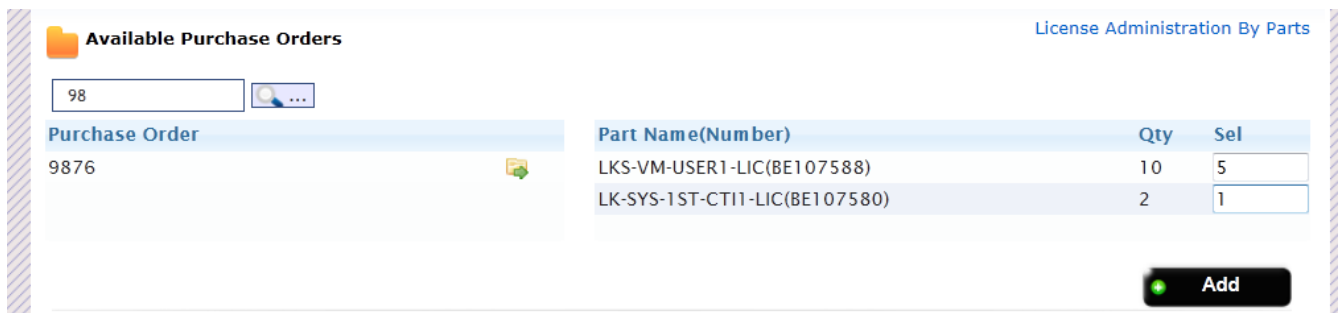 Available Purchase Orders
License Administration By Parts
98
...
Purchase Order
9876
Part Name(Number) Qty Sel
LKS-VM-USER1-LIC(BE107588) 10 5
LK-SYS-1ST-CTI1-LIC(BE107580) 2 1
Add